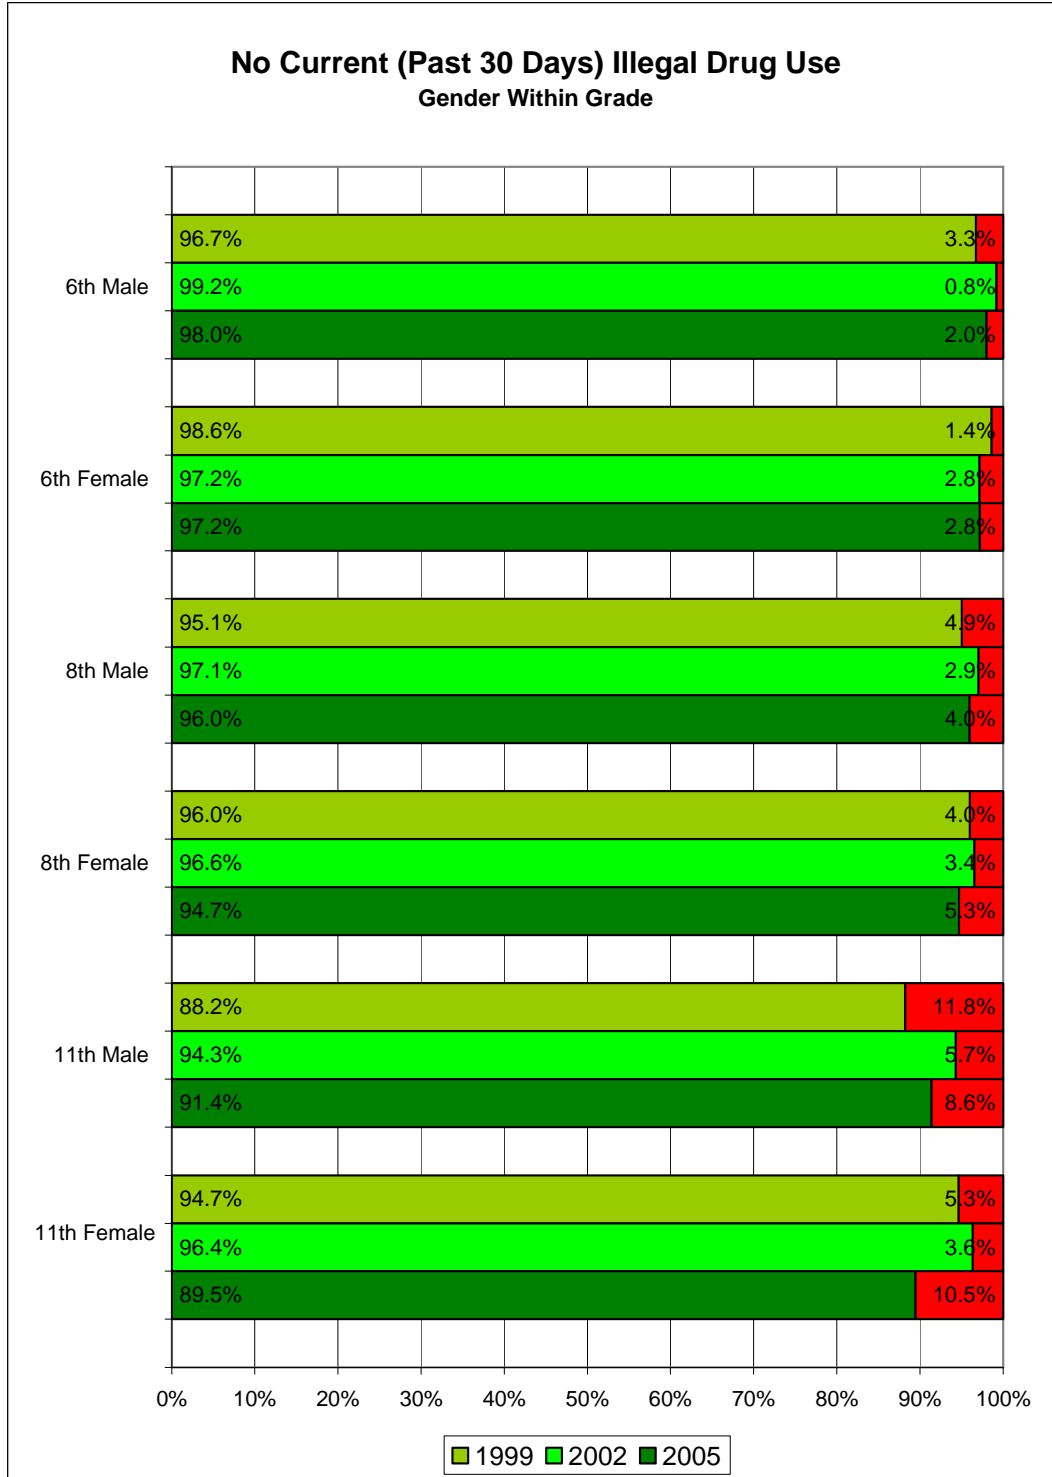 No Current (Past 30 Days) Illegal Drug Use
Gender Within Grade
96.7% 3.3%
6th Male 99.2% 0.8%
98.0% 2.0%
98.6% 1.4%
6th Female 97.2% 2.8%
97.2% 2.8%
95.1% 4.9%
8th Male 97.1% 2.9%
96.0% 4.0%
96.0% 4.0%
8th Female 96.6% 3.4%
94.7% 5.3%
88.2% 11.8%
11th Male 94.3% 5.7%
91.4% 8.6%
94.7% 5.3%
11th Female 96.4% 3.6%
89.5% 10.5%
0% 10% 20% 30% 40% 50% 60% 70% 80% 90% 100%
1999 2002 2005